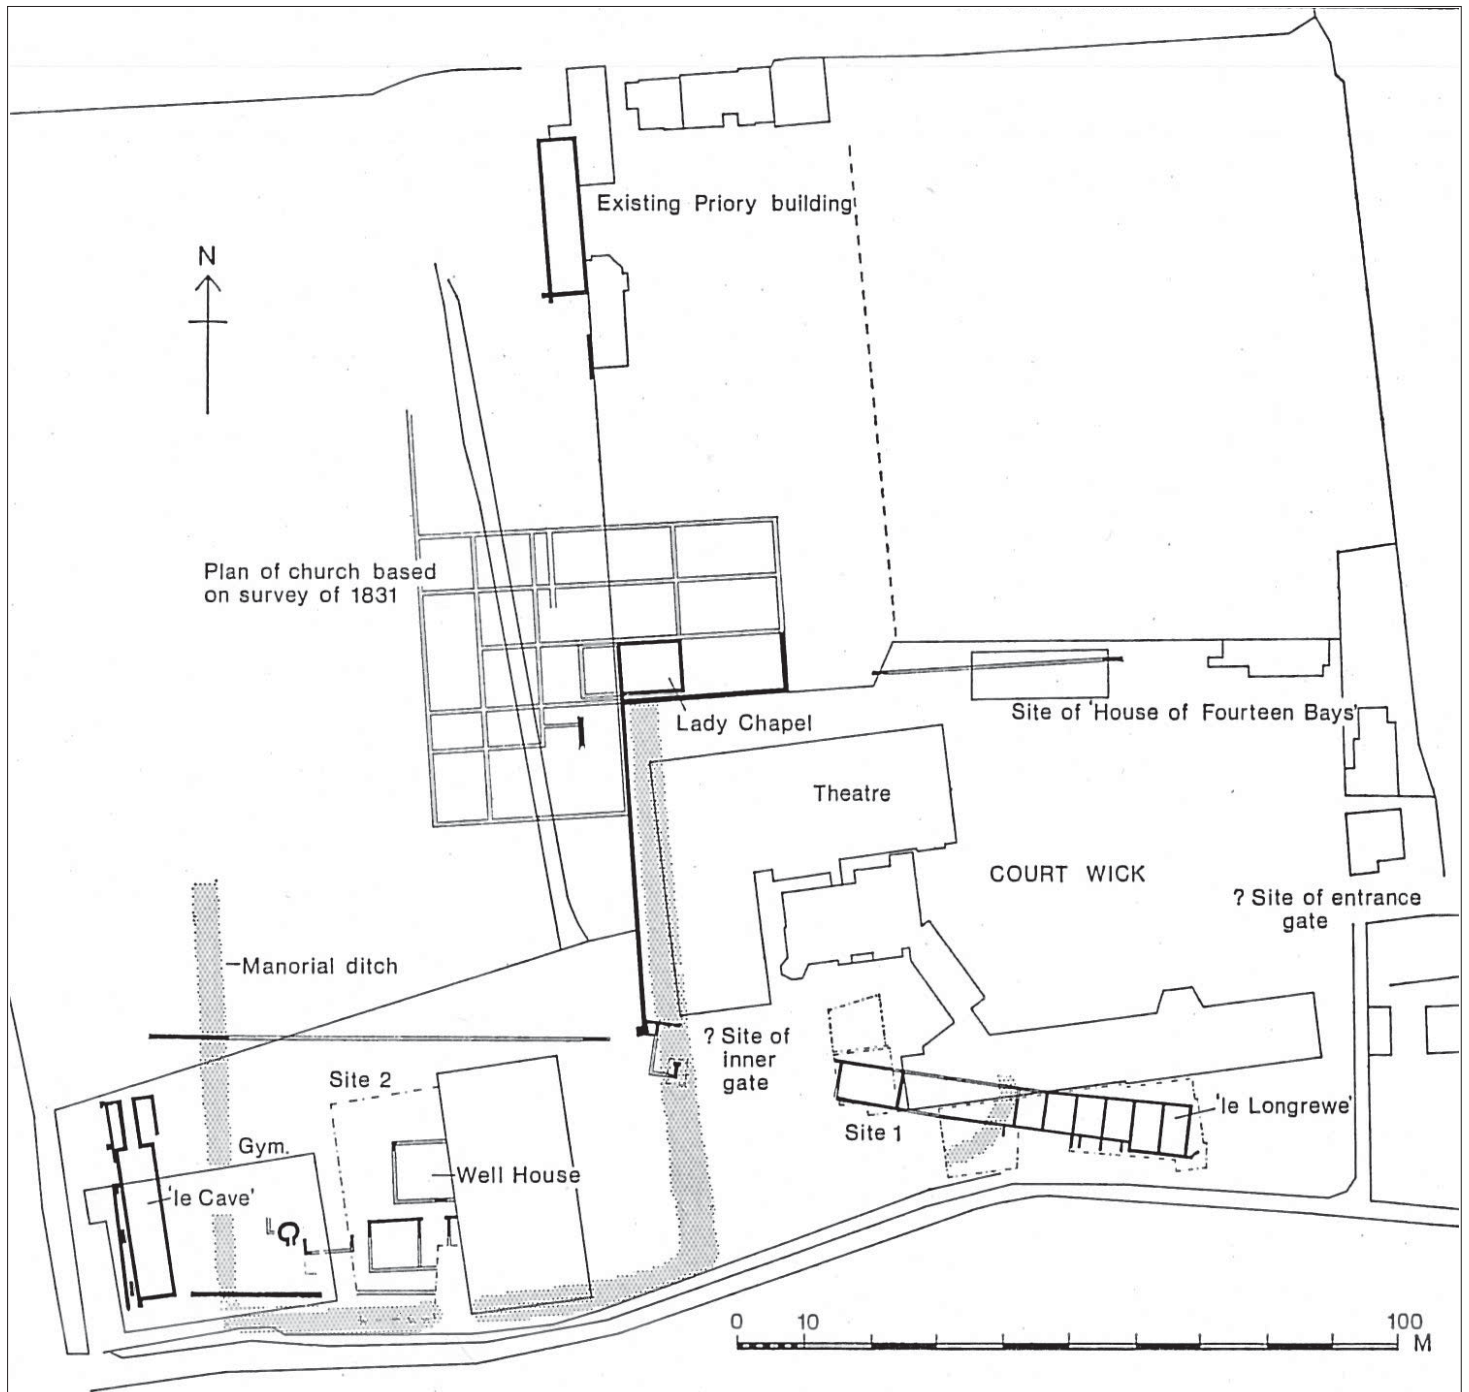 N
Existing Priory building
Plan of church based
on survey of 1831
Lady Chapel
Site of 'House of Fourteen Bays'
Theatre
COURT WICK
? Site of entrance
gate
Manorial ditch
? Site of
inner
gate
Site 2
'le Longrewe'
Site 1
Gym.
Well House
'le Cave'
0 10 100
M